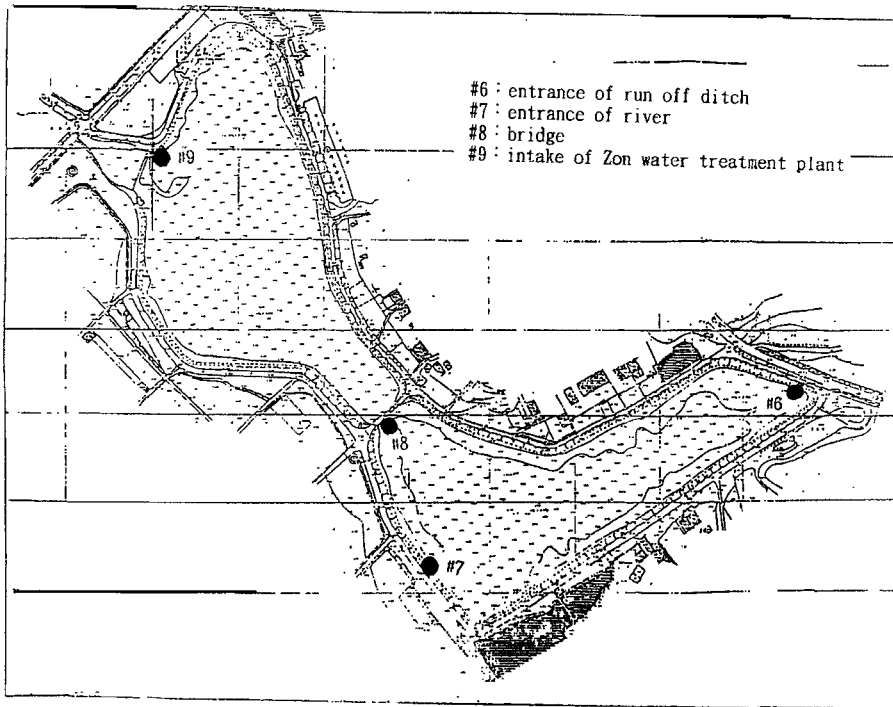 #6 : entrance of run off ditch
#7 : entrance of river
#8 : bridge
#9 : intake of Zon water treatment plant
#9
#6
#8
#7